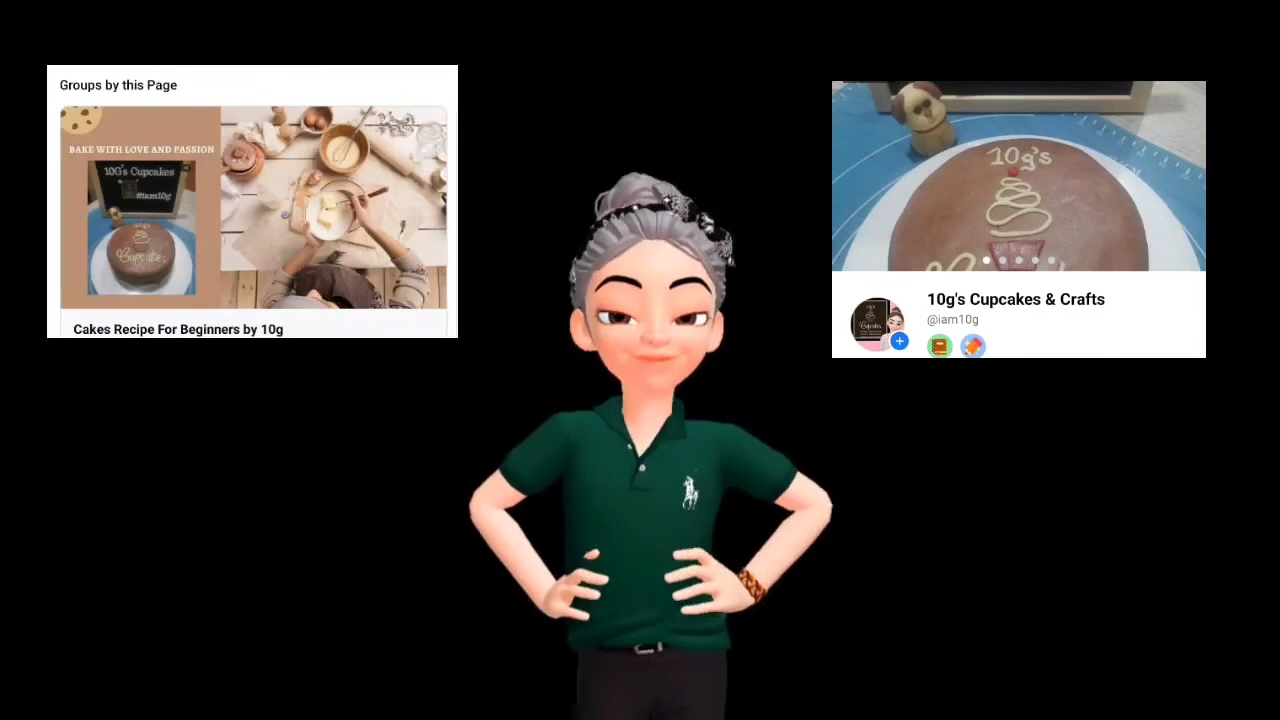 Groups by this Page
BAKE WITH LOVE AND PASSION
10G's Cupcakes
#iam10g
Cupcakes
Cakes Recipe For Beginners by 10g
10g's
10g's Cupcakes & Crafts
@iam10g